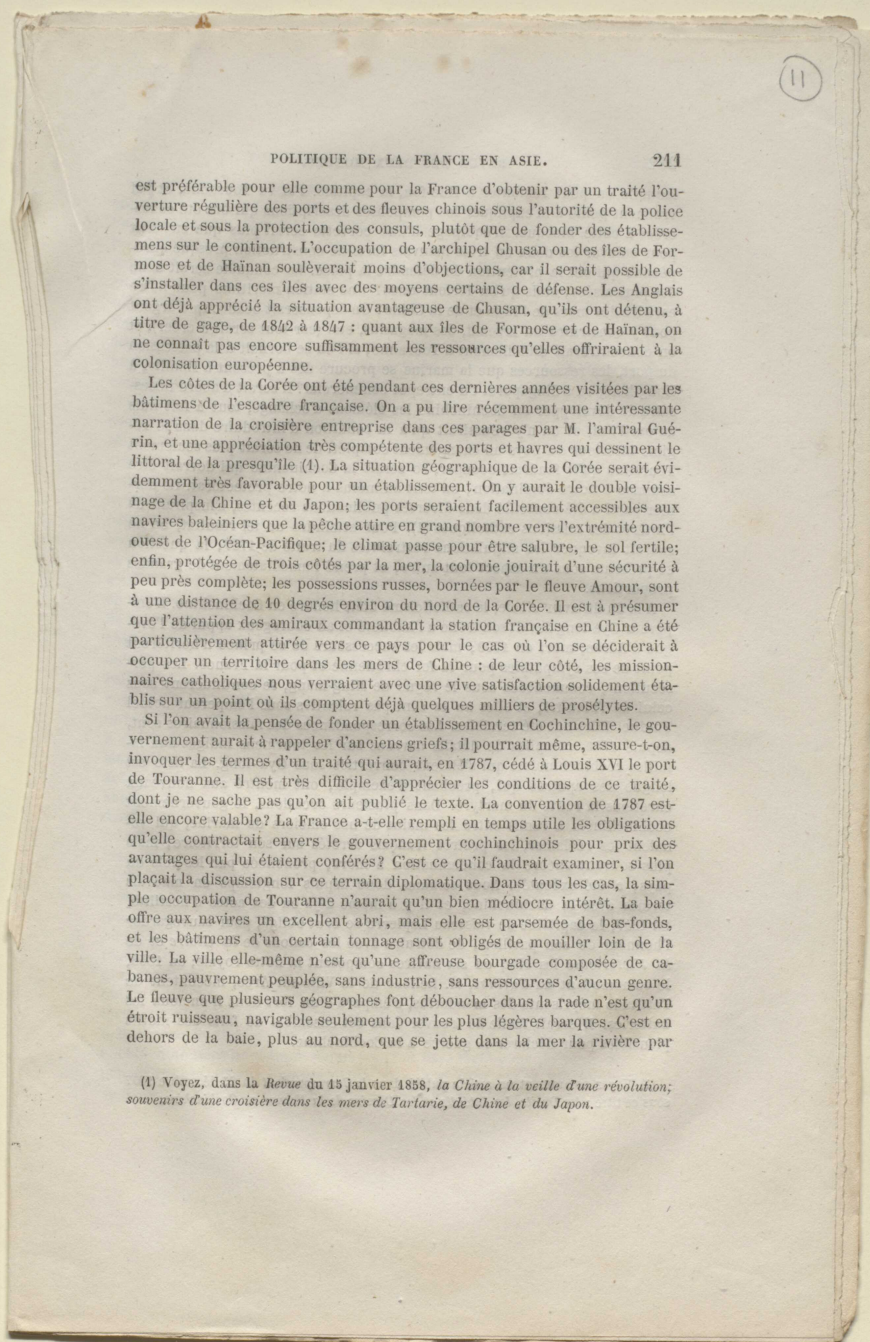 11
POLITIQUE DE LA FRANCE EN ASIE. 211
est préférable pour elle comme pour la France d'obtenir par un traité l'ou-
verture régulière des ports et des fleuves chinois sous l'autorité de la police
locale et sous la protection des consuls, plutôt que de fonder des établisse-
mens sur le continent. L'occupation de l'archipel Chusan ou des îles de For-
mose et de Haïnan soulèverait moins d'objections, car il serait possible de
s'installer dans ces îles avec des moyens certains de défense. Les Anglais
ont déjà apprécié la situation avantageuse de Chusan, qu'ils ont détenu, à
titre de gage, de 1842 à 1847 : quant aux îles de Formose et de Haïnan, on
ne connaît pas encore suffisamment les ressources qu'elles offriraient à la
colonisation européenne.
Les côtes de la Corée ont été pendant ces dernières années visitées par les
bâtimens de l'escadre française. On a pu lire récemment une intéressante
narration de la croisière entreprise dans ces parages par M. l'amiral Gué-
rin, et une appréciation très compétente des ports et havres qui dessinent le
littoral de la presqu'île (1). La situation géographique de la Corée serait évi-
demment très favorable pour un établissement. On y aurait le double voisi-
nage de la Chine et du Japon; les ports seraient facilement accessibles aux
navires baleiniers que la pêche attire en grand nombre vers l'extrémité nord-
ouest de l'Océan-Pacifique; le climat passe pour être salubre, le sol fertile;
enfin, protégée de trois côtés par la mer, la colonie jouirait d'une sécurité à
peu près complète; les possessions russes, bornées par le fleuve Amour, sont
à une distance de 10 degrés environ du nord de la Corée. Il est à présumer
que l'attention des amiraux commandant la station française en Chine a été
particulièrement attirée vers ce pays pour le cas où l'on se déciderait à
occuper un territoire dans les mers de Chine : de leur côté, les mission-
naires catholiques nous verraient avec une vive satisfaction solidement éta-
blis sur un point où ils comptent déjà quelques milliers de prosélytes.
Si l'on avait la pensée de fonder un établissement en Cochinchine, le gou-
vernement aurait à rappeler d'anciens griefs; il pourrait même, assure-t-on,
invoquer les termes d'un traité qui aurait, en 1787, cédé à Louis XVI le port
de Touranne. Il est très difficile d'apprécier les conditions de ce traité,
dont je ne sache pas qu'on ait publié le texte. La convention de 1787 est-
elle encore valable? La France a-t-elle rempli en temps utile les obligations
qu'elle contractait envers le gouvernement cochinchinois pour prix des
avantages qui lui étaient conférés? C'est ce qu'il faudrait examiner, si l'on
plaçait la discussion sur ce terrain diplomatique. Dans tous les cas, la sim-
ple occupation de Touranne n'aurait qu'un bien médiocre intérêt. La baie
offre aux navires un excellent abri, mais elle est parsemée de bas-fonds,
et les bâtimens d'un certain tonnage sont obligés de mouiller loin de la
ville. La ville elle-même n'est qu'une affreuse bourgade composée de ca-
banes, pauvrement peuplée, sans industrie, sans ressources d'aucun genre.
Le fleuve que plusieurs géographes font déboucher dans la rade n'est qu'un
étroit ruisseau, navigable seulement pour les plus légères barques. C'est en
dehors de la baie, plus au nord, que se jette dans la mer la rivière par
(1) Voyez, dans la Revue du 15 janvier 1858, la Chine à la veille d'une révolution;
souvenirs d'une croisière dans les mers de Tartarie, de Chine et du Japon.